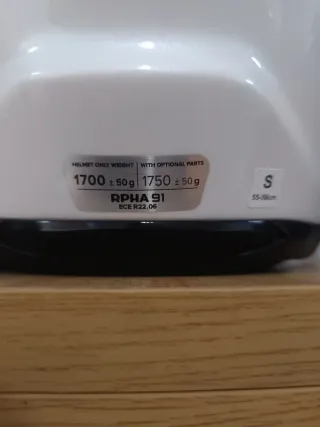 HELMET ONLY WEIGHT | WITH OPTIONAL PARTS
1700 ± 50 g | 1750 ± 50 g
RPHA 91
ECE R22.06
S
55-56cm